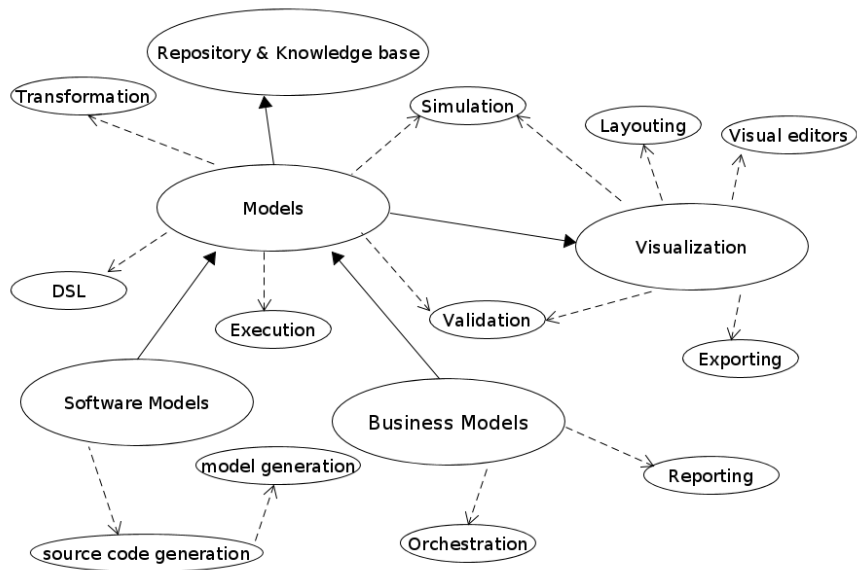 Repository & Knowledge base
Transformation
Simulation
Layouting
Visual editors
Models
Visualization
DSL
Execution
Validation
Exporting
Software Models
Business Models
model generation
Reporting
source code generation
Orchestration